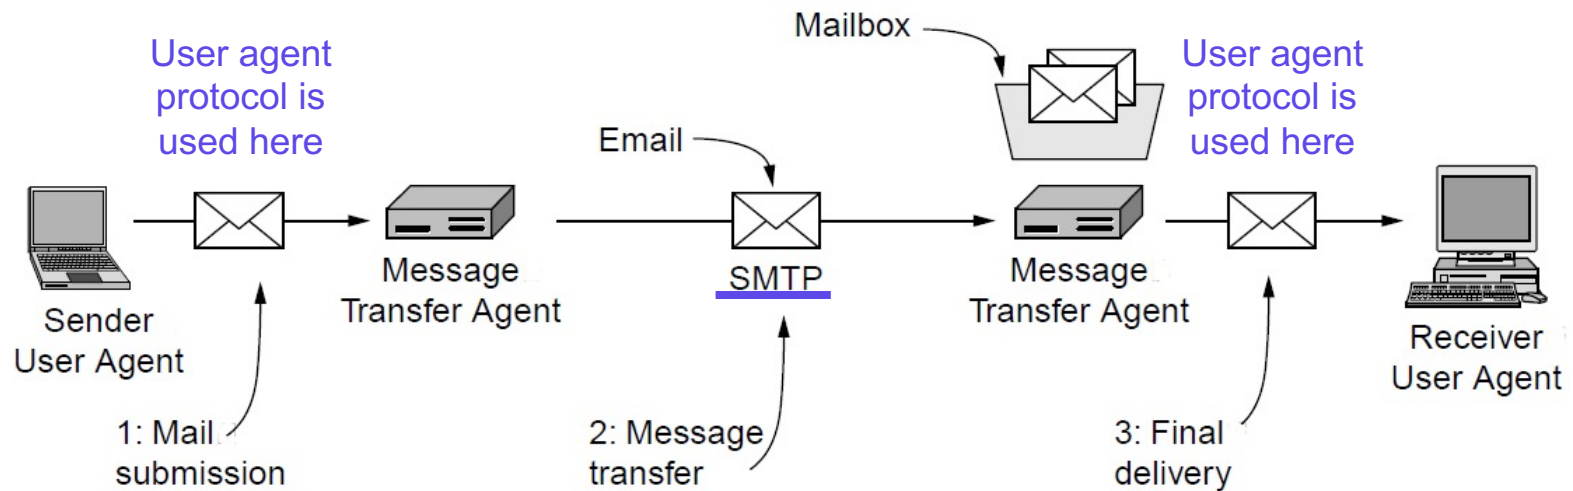 User agent
protocol is
used here
Mailbox
User agent
protocol is
used here
Email
Message
Transfer Agent
SMTP
Message
Transfer Agent
Sender
User Agent
Receiver
User Agent
1: Mail
submission
2: Message
transfer
3: Final
delivery